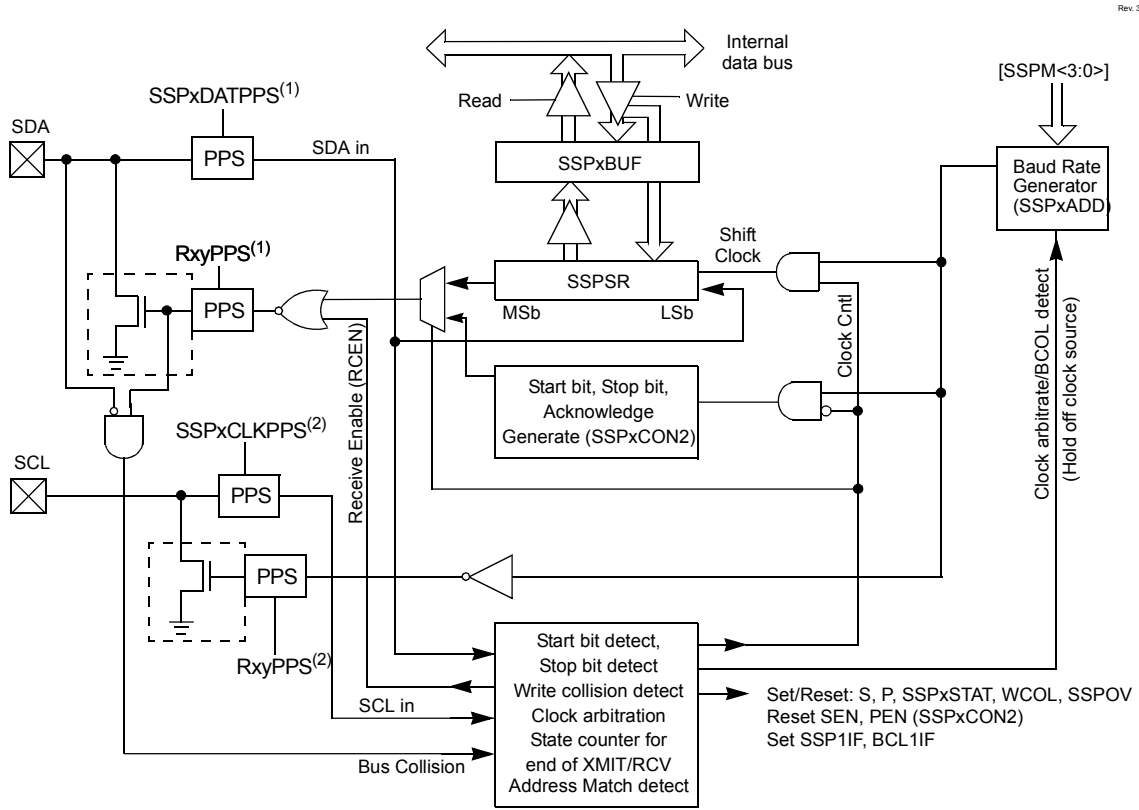 Rev. 3
Internal
data bus
[SSPM<3:0>]
Read
Write
SSPxDATPPS(1)
SDA
PPS
SDA in
SSPxBUF
Baud Rate
Generator
(SSPxADD)
Shift
Clock
RxyPPS(1)
PPS
SSPSR
MSb
LSb
Clock Cntl
Clock arbitrate/BCOL detect
(Hold off clock source)
Receive Enable (RCEN)
Start bit, Stop bit,
Acknowledge
Generate (SSPxCON2)
SSPxCLKPPS(2)
SCL
PPS
PPS
RxyPPS(2)
SCL in
Bus Collision
Start bit detect,
Stop bit detect
Write collision detect
Clock arbitration
State counter for
end of XMIT/RCV
Address Match detect
Set/Reset: S, P, SSPxSTAT, WCOL, SSPOV
Reset SEN, PEN (SSPxCON2)
Set SSP1IF, BCL1IF